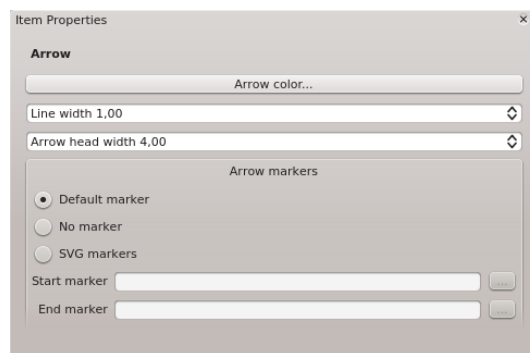 Item Properties
Arrow
Arrow color...
Line width 1,00
Arrow head width 4,00
Arrow markers
Default marker
No marker
SVG markers
Start marker ...
End marker ...